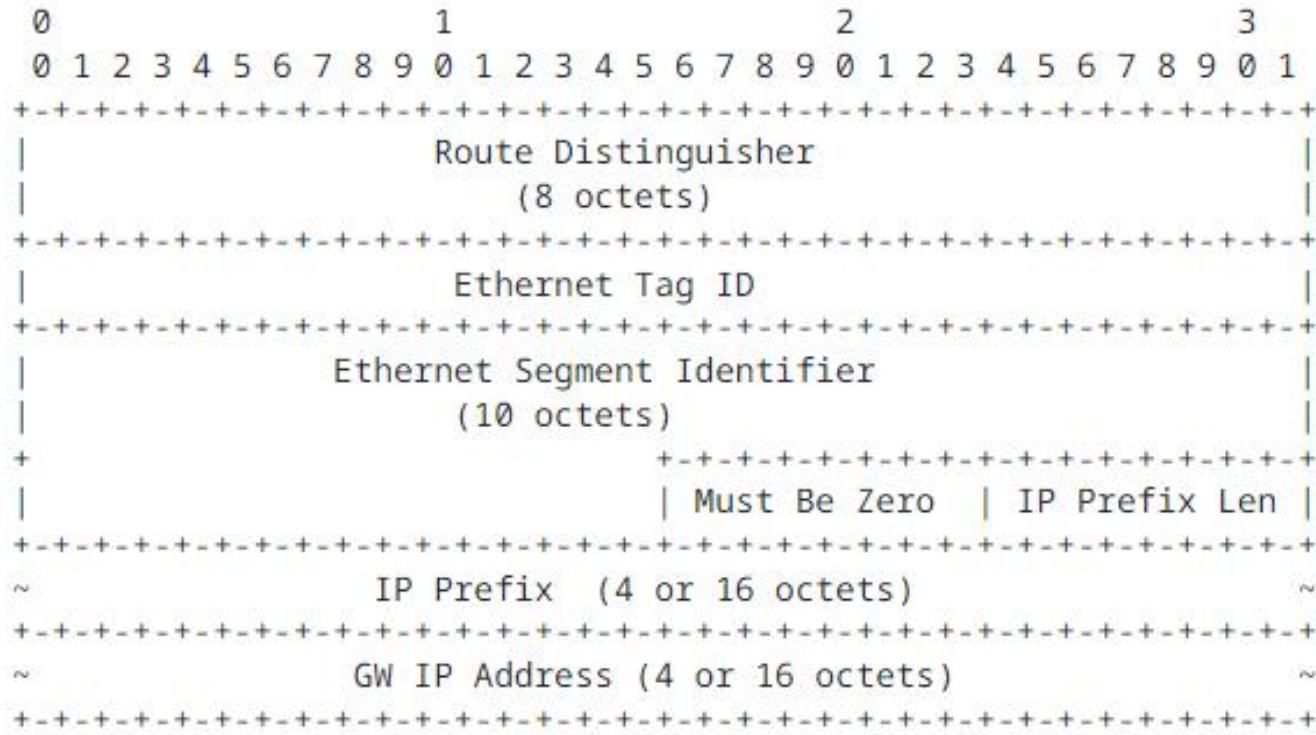 0                   1                   2                   3
0 1 2 3 4 5 6 7 8 9 0 1 2 3 4 5 6 7 8 9 0 1 2 3 4 5 6 7 8 9 0 1
+-+-+-+-+-+-+-+-+-+-+-+-+-+-+-+-+-+-+-+-+-+-+-+-+-+-+-+-+-+-+-+-+
|                    Route Distinguisher                        |
|                        (8 octets)                             |
+-+-+-+-+-+-+-+-+-+-+-+-+-+-+-+-+-+-+-+-+-+-+-+-+-+-+-+-+-+-+-+-+
|                     Ethernet Tag ID                           |
+-+-+-+-+-+-+-+-+-+-+-+-+-+-+-+-+-+-+-+-+-+-+-+-+-+-+-+-+-+-+-+-+
|               Ethernet Segment Identifier                     |
|                     (10 octets)                               |
+                               +-+-+-+-+-+-+-+-+-+-+-+-+-+-+-+-+
|                               | Must Be Zero  | IP Prefix Len |
+-+-+-+-+-+-+-+-+-+-+-+-+-+-+-+-+-+-+-+-+-+-+-+-+-+-+-+-+-+-+-+-+
~                 IP Prefix  (4 or 16 octets)                   ~
+-+-+-+-+-+-+-+-+-+-+-+-+-+-+-+-+-+-+-+-+-+-+-+-+-+-+-+-+-+-+-+-+
~                GW IP Address (4 or 16 octets)                 ~
+-+-+-+-+-+-+-+-+-+-+-+-+-+-+-+-+-+-+-+-+-+-+-+-+-+-+-+-+-+-+-+-+